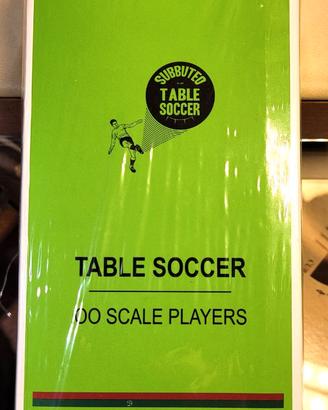 SUBBUTEO
TABLE
SOCCER
TABLE SOCCER
OO SCALE PLAYERS